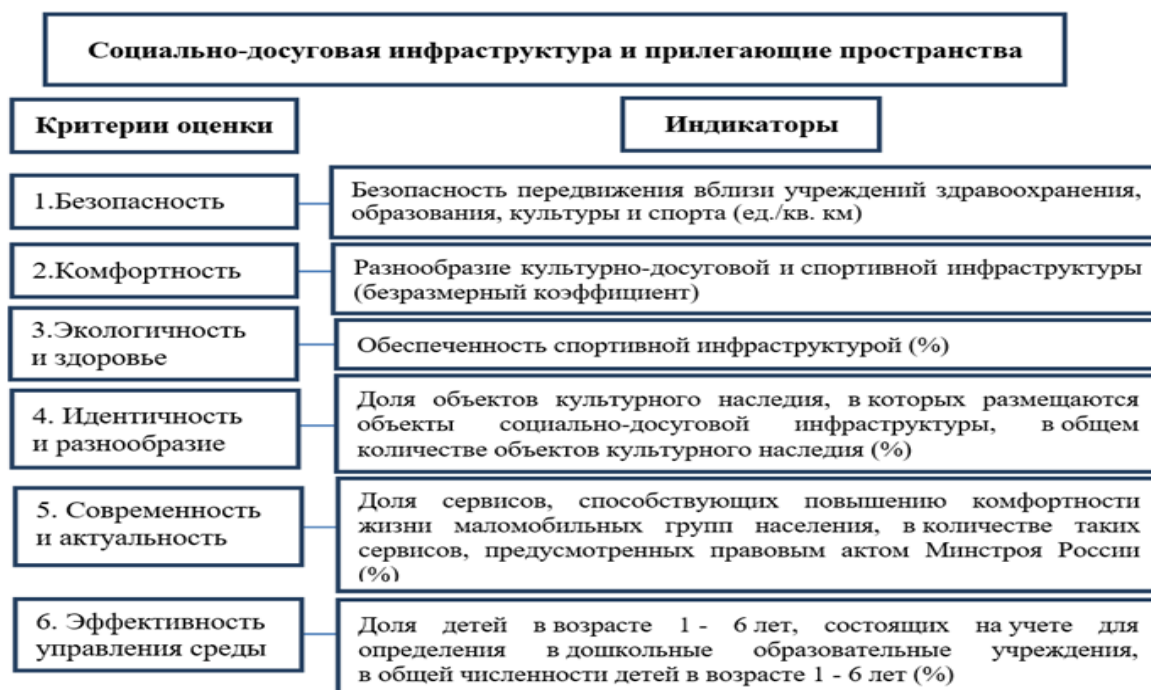 Социально-досуговая инфраструктура и прилегающие пространства
Критерии оценки
Индикаторы
1.Безопасность
Безопасность передвижения вблизи учреждений здравоохранения,
образования, культуры и спорта (ед./кв. км)
2.Комфортность
Разнообразие культурно-досуговой и спортивной инфраструктуры
(безразмерный коэффициент)
3.Экологичность
и здоровье
Обеспеченность спортивной инфраструктурой (%)
4. Идентичность
и разнообразие
Доля объектов культурного наследия, в которых размещаются
объекты социально-досуговой инфраструктуры, в общем
количестве объектов культурного наследия (%)
5. Современность
и актуальность
Доля сервисов, способствующих повышению комфортности
жизни маломобильных групп населения, в количестве таких
сервисов, предусмотренных правовым актом Минстроя России
(%)
6. Эффективность
управления среды
Доля детей в возрасте 1 - 6 лет, состоящих на учете для
определения в дошкольные образовательные учреждения,
в общей численности детей в возрасте 1 - 6 лет (%)